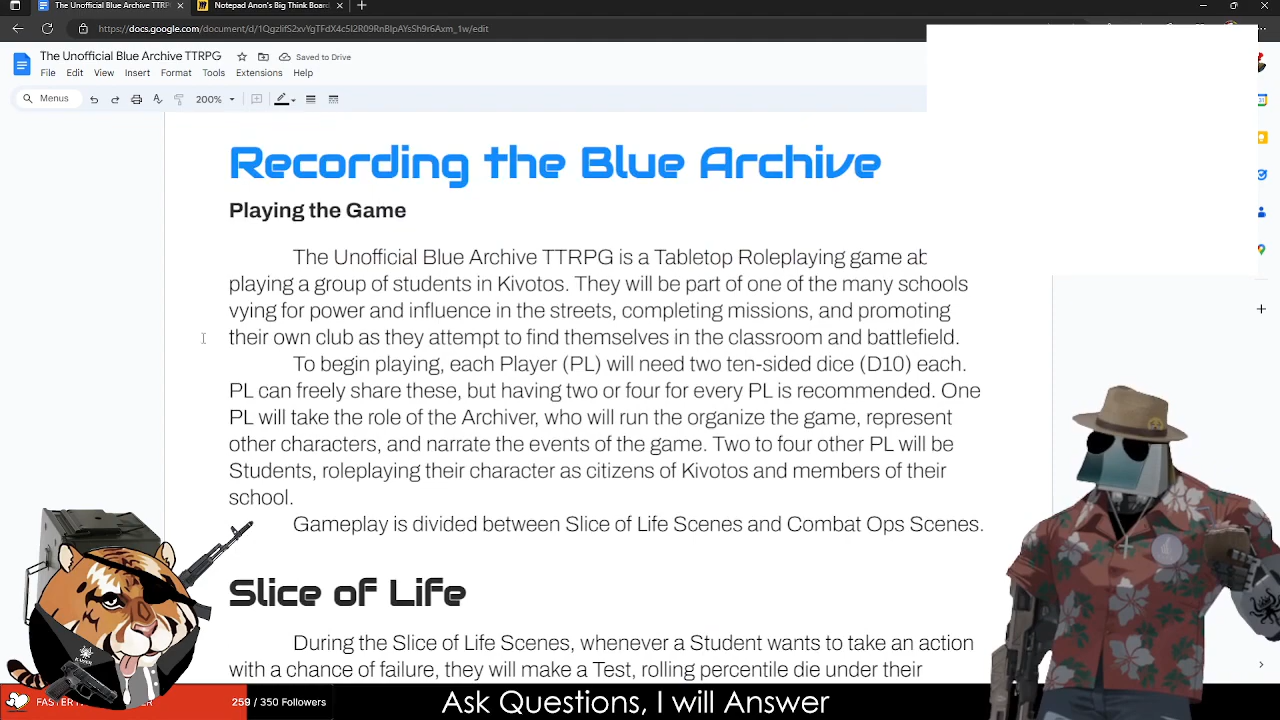 The Unofficial Blue Archive TTRPG
Notepad Anon's Big Think Board
https://docs.google.com/document/d/1QgzIifS2xvYgTFdX4c5I2R09RnBlpAYsSh9r6Axm_1w/edit
The Unofficial Blue Archive TTRPG
Saved to Drive
File Edit View Insert Format Tools Extensions Help
Menus
200%
Recording the Blue Archive
Playing the Game
The Unofficial Blue Archive TTRPG is a Tabletop Roleplaying game ab
playing a group of students in Kivotos. They will be part of one of the many schools
vying for power and influence in the streets, completing missions, and promoting
their own club as they attempt to find themselves in the classroom and battlefield.
To begin playing, each Player (PL) will need two ten-sided dice (D10) each.
PL can freely share these, but having two or four for every PL is recommended. One
PL will take the role of the Archiver, who will run the organize the game, represent
other characters, and narrate the events of the game. Two to four other PL will be
Students, roleplaying their character as citizens of Kivotos and members of their
school.
Gameplay is divided between Slice of Life Scenes and Combat Ops Scenes.
Slice of Life
During the Slice of Life Scenes, whenever a Student wants to take an action
with a chance of failure, they will make a Test, rolling percentile die under their
KAISER
259 / 350 Followers
Ask Questions, I will Answer